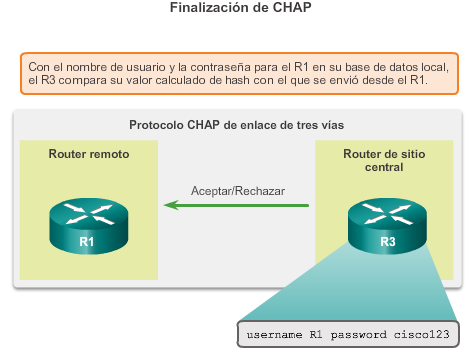 Finalización de CHAP
Con el nombre de usuario y la contraseña para el R1 en su base de datos local,
el R3 compara su valor calculado de hash con el que se envió desde el R1.
Protocolo CHAP de enlace de tres vías
Router remoto
Router de sitio
central
Aceptar/Rechazar
R1
R3
username R1 password cisco123